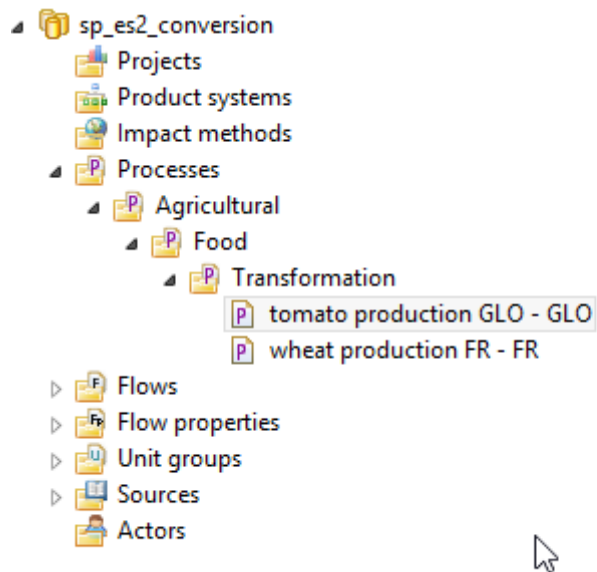 sp_es2_conversion
Projects
Product systems
Impact methods
P Processes
P Agricultural
P Food
P Transformation
P tomato production GLO - GLO
P wheat production FR - FR
F Flows
FP Flow properties
U Unit groups
Sources
Actors